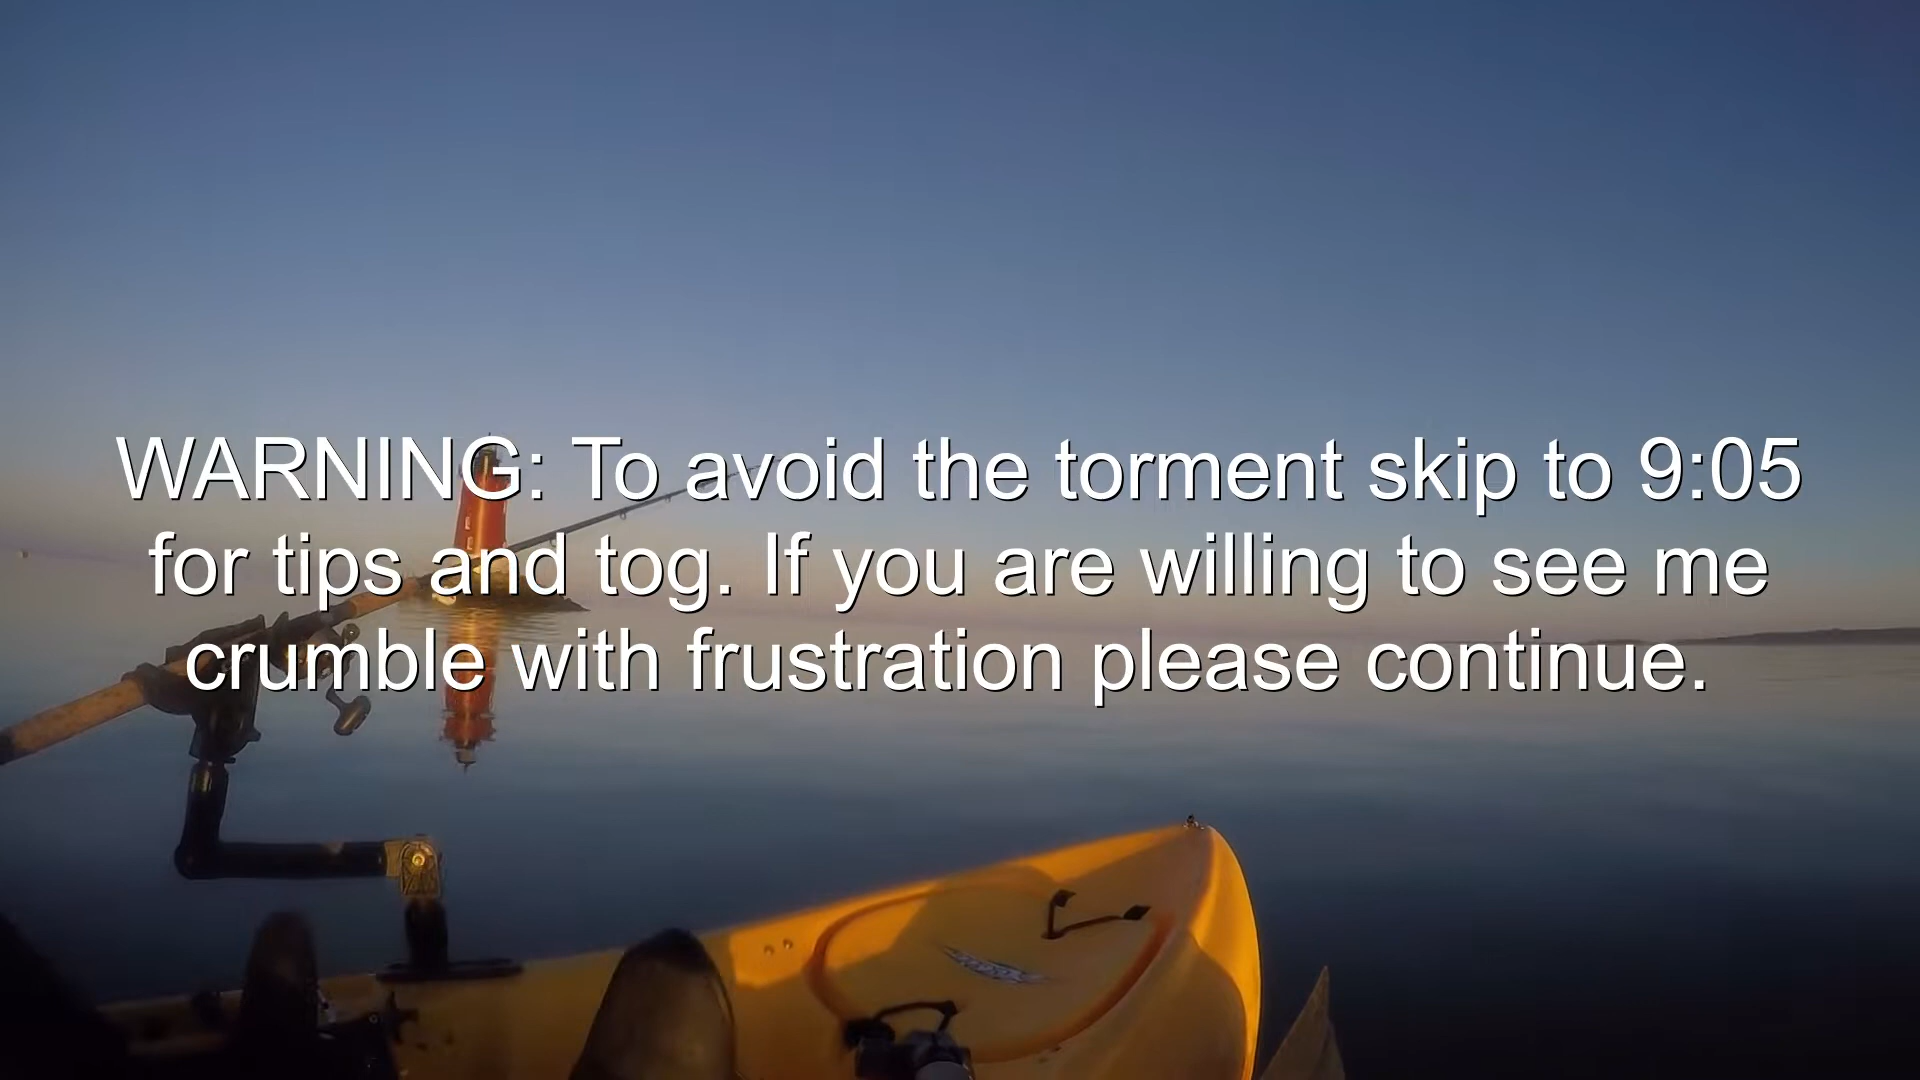 WARNING: To avoid the torment skip to 9:05
for tips and tog. If you are willing to see me
crumble with frustration please continue.